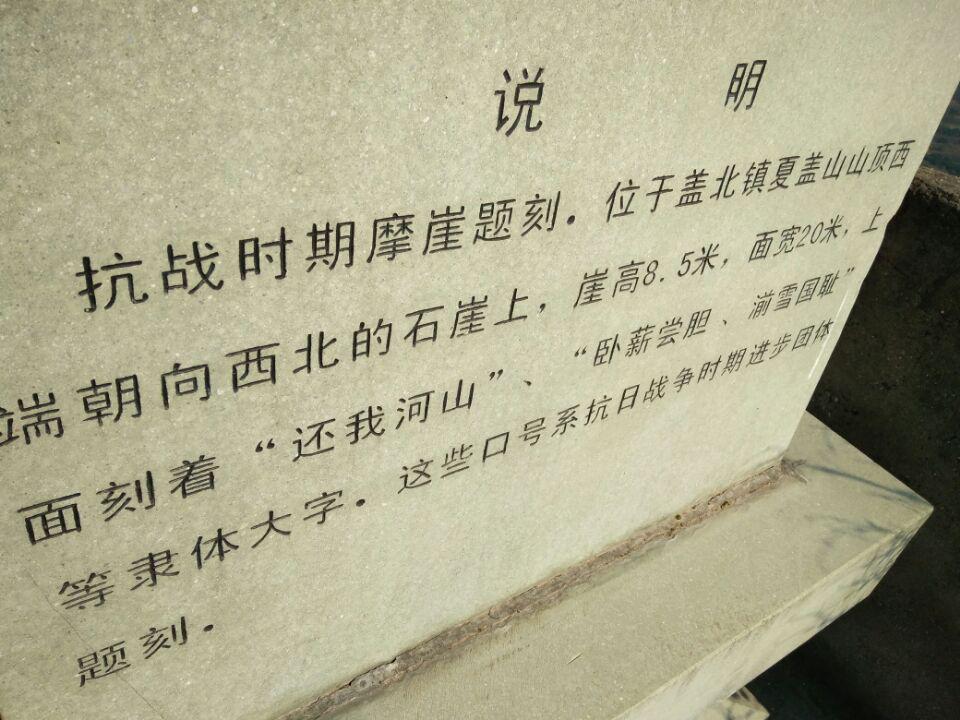 说 明
抗战时期摩崖题刻.位于盖北镇夏盖山山顶西
端朝向西北的石崖上，崖高8.5米，面宽20米，上
面刻着“还我河山”、“卧薪尝胆、湔雪国耻”
等隶体大字.这些口号系抗日战争时期进步团体
题刻.